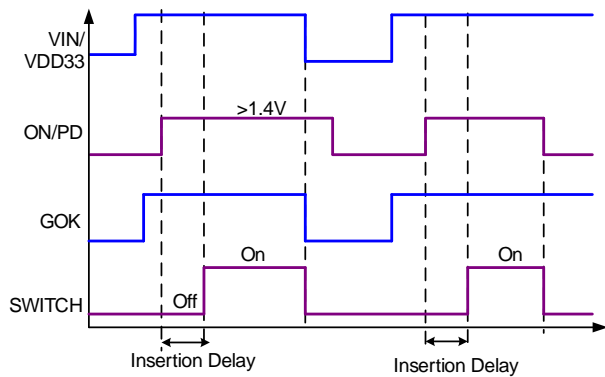 VIN/
VDD33
>1.4V
ON/PD
GOK
On
On
Off
SWITCH
Insertion Delay
Insertion Delay